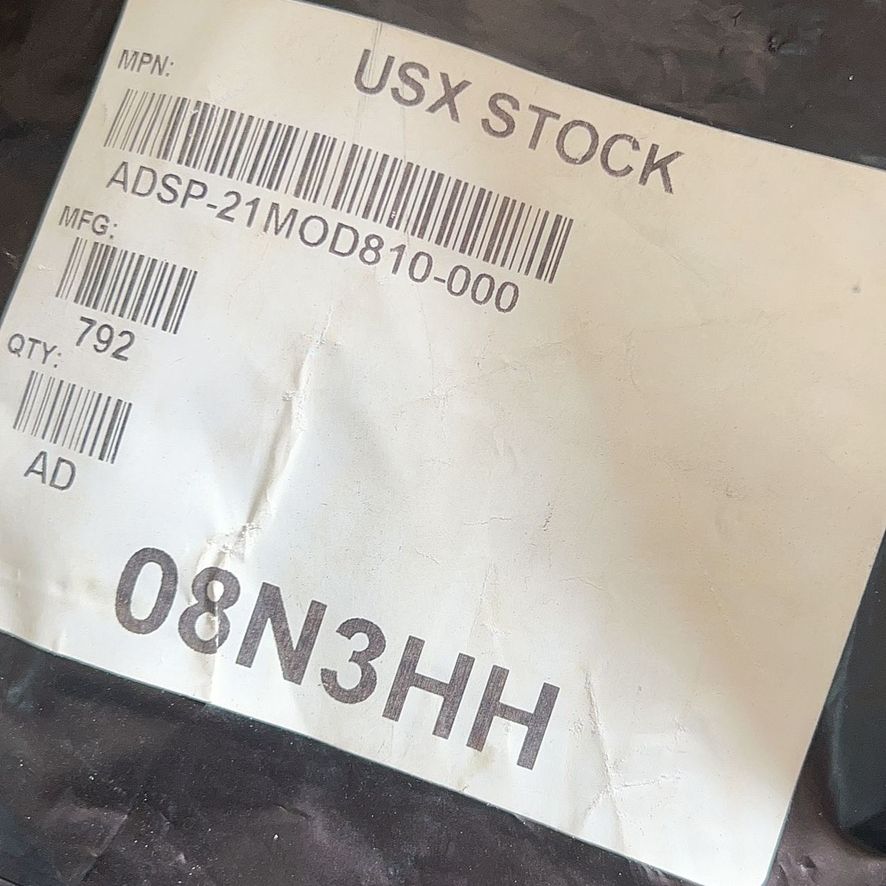 USX STOCK
MPN:
ADSP-21MOD810-000
MFG:
792
QTY:
AD
08N3HH